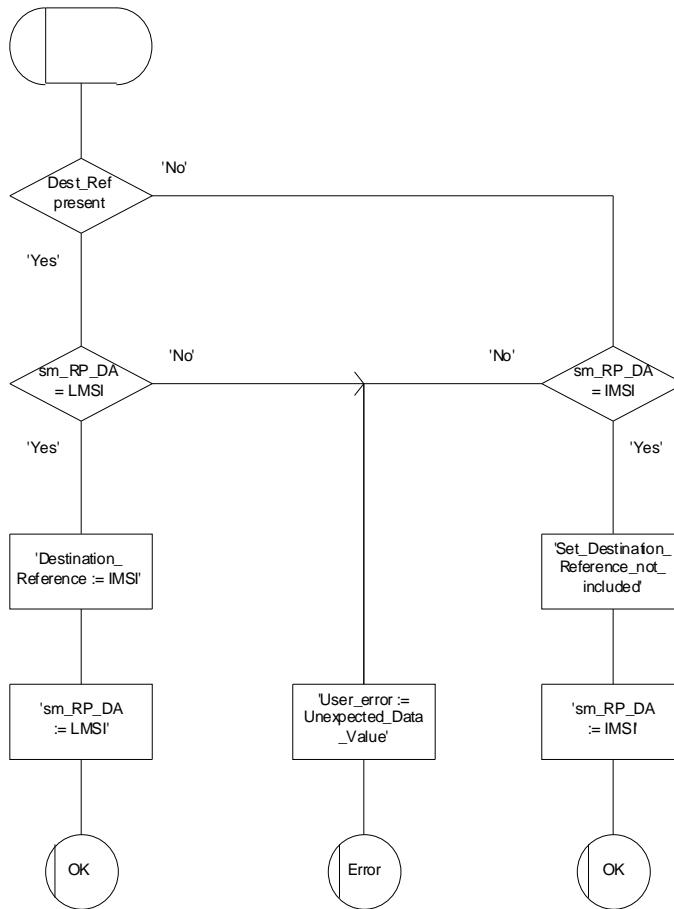 'No'
Dest_Ref
present
'Yes'
'No'
'No'
sm_RP_DA
= LMSI
sm_RP_DA
= IMSI
'Yes'
'Yes'
'Destination_
Reference := IMSI'
'Set_Destination_
Reference_not_
included'
'sm_RP_DA
:= LMSI'
'User_error :=
Unexpected_Data
_Value'
'sm_RP_DA
:= IMSI'
OK
Error
OK